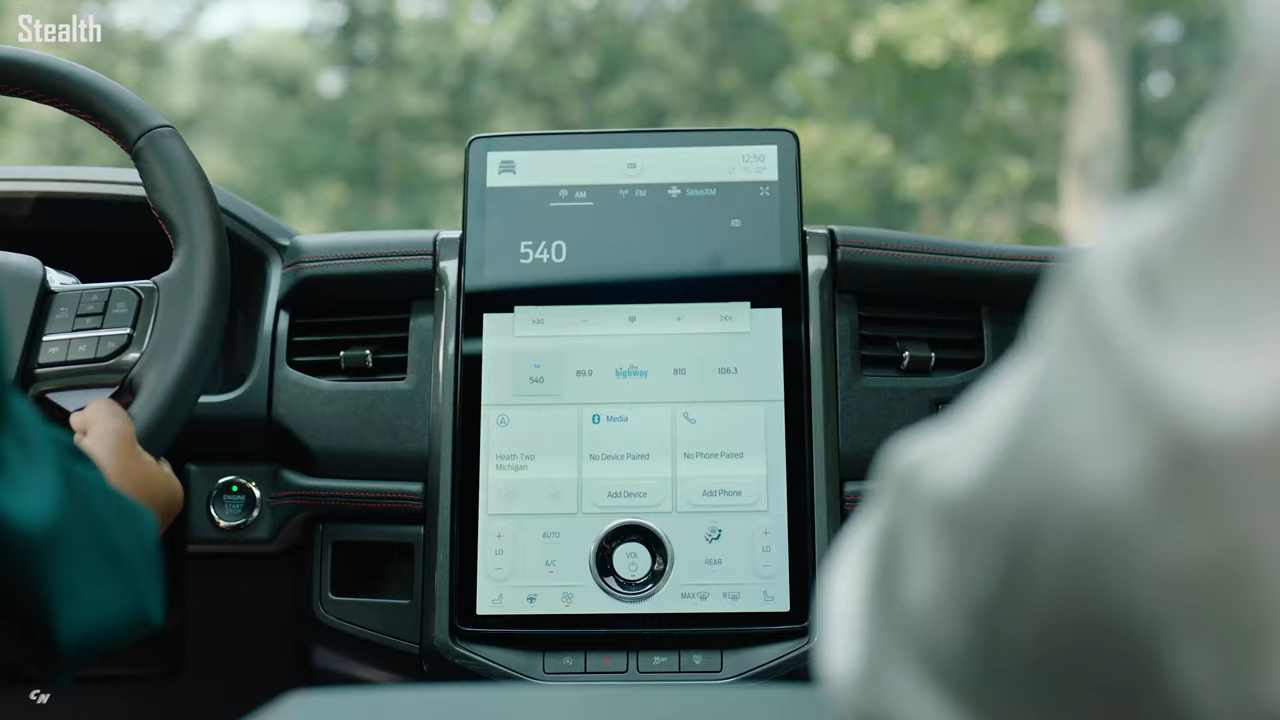 Stealth
12:50
AM
FM
SiriusXM
540
540
89.9
the
highway
810
106.3
Media
Heath Twp
Michigan
No Device Paired
No Phone Paired
Add Device
Add Phone
LO
AUTO
A/C
VOL
REAR
LO
MAX
R
ENGINE
START
STOP
OFF
CN